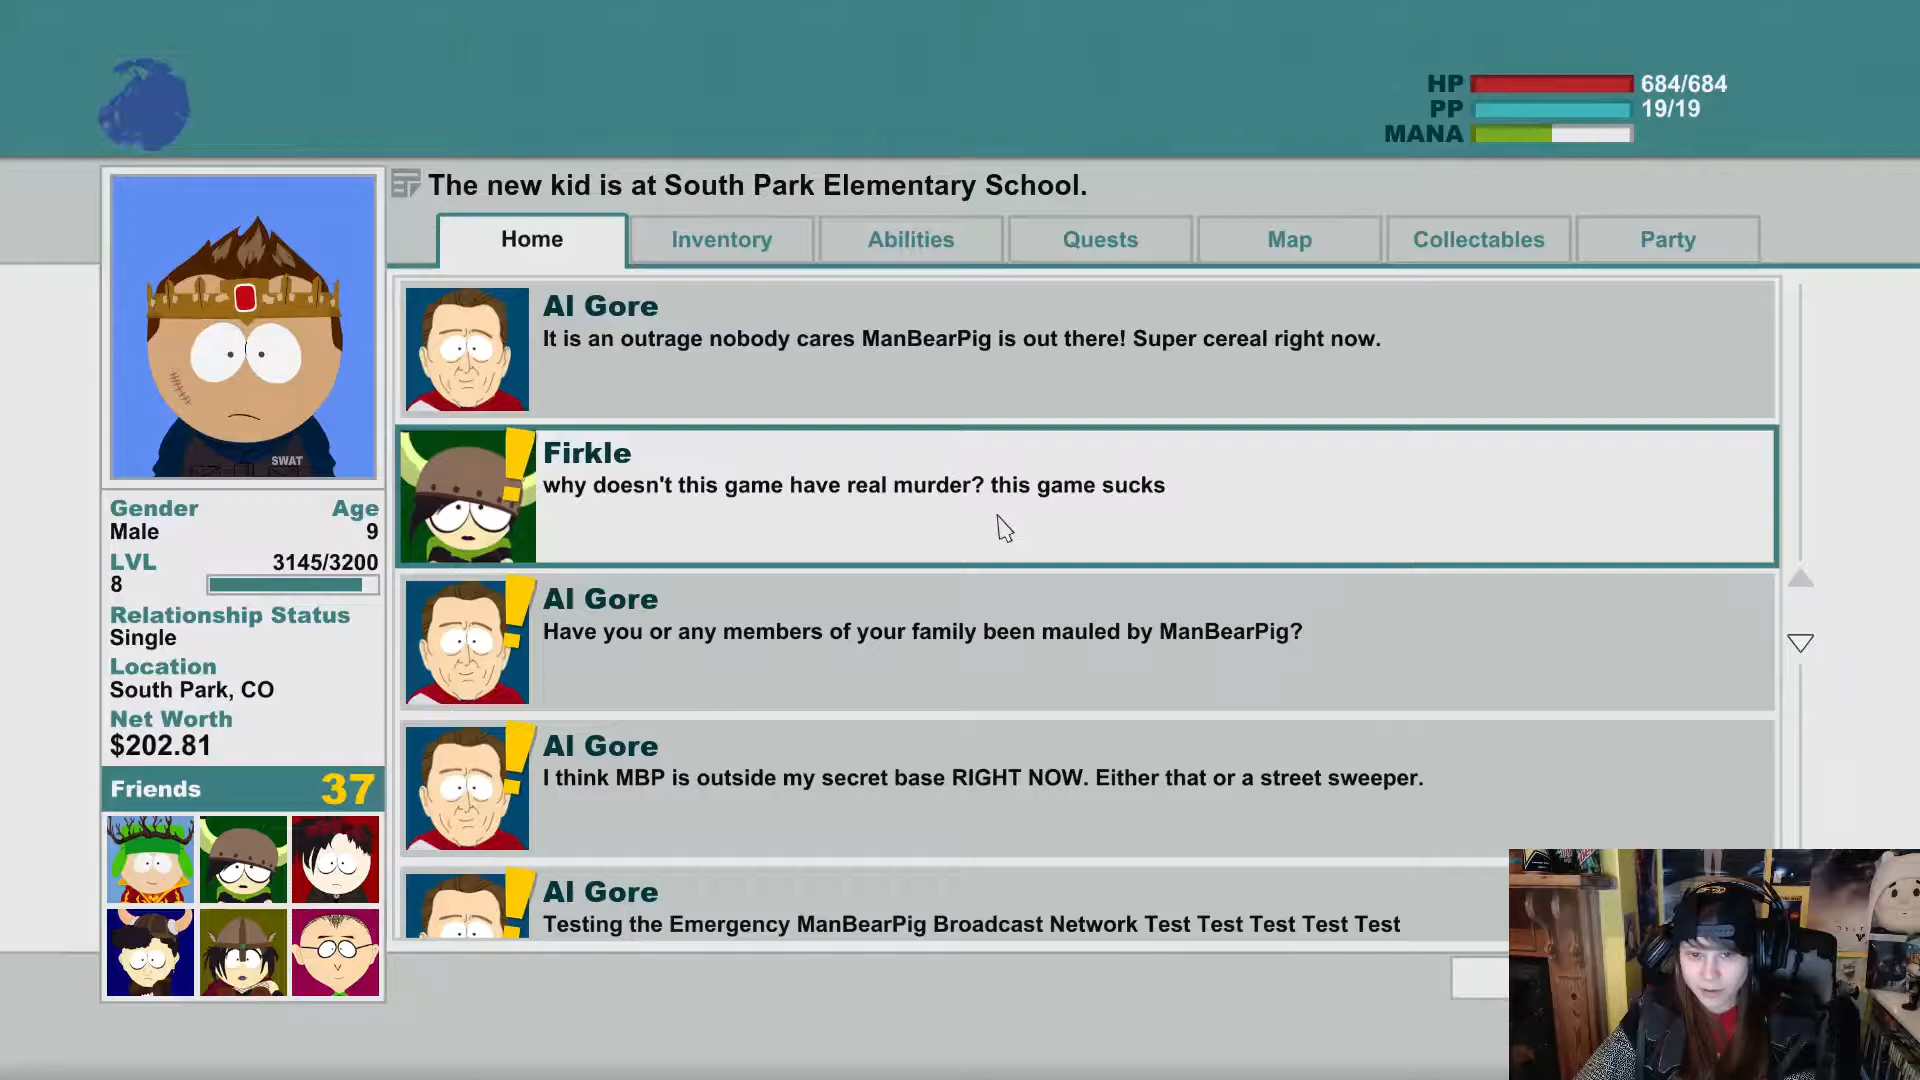 HP 684/684
PP 19/19
MANA
The new kid is at South Park Elementary School.
Home Inventory Abilities Quests Map Collectables Party
Al Gore
It is an outrage nobody cares ManBearPig is out there! Super cereal right now.
Firkle
why doesn't this game have real murder? this game sucks
Al Gore
Have you or any members of your family been mauled by ManBearPig?
Al Gore
I think MBP is outside my secret base RIGHT NOW. Either that or a street sweeper.
Al Gore
Testing the Emergency ManBearPig Broadcast Network Test Test Test Test Test
SWAT
Gender Age
Male 9
LVL 3145/3200
8
Relationship Status
Single
Location
South Park, CO
Net Worth
$202.81
Friends 37